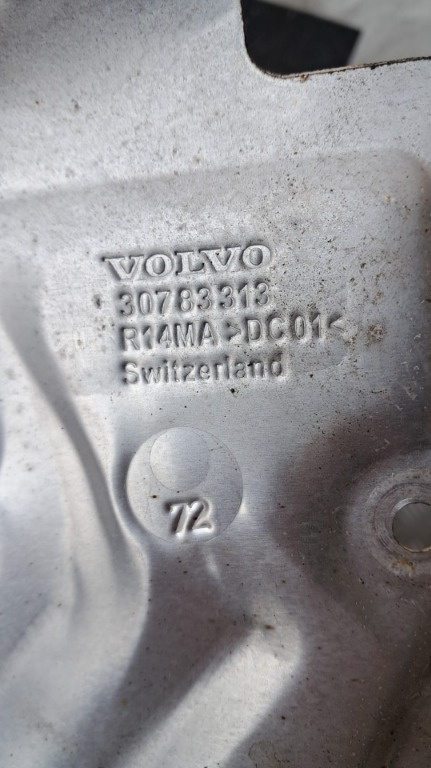 VOLVO
30783313
R14MA >DC01<
Switzerland
72